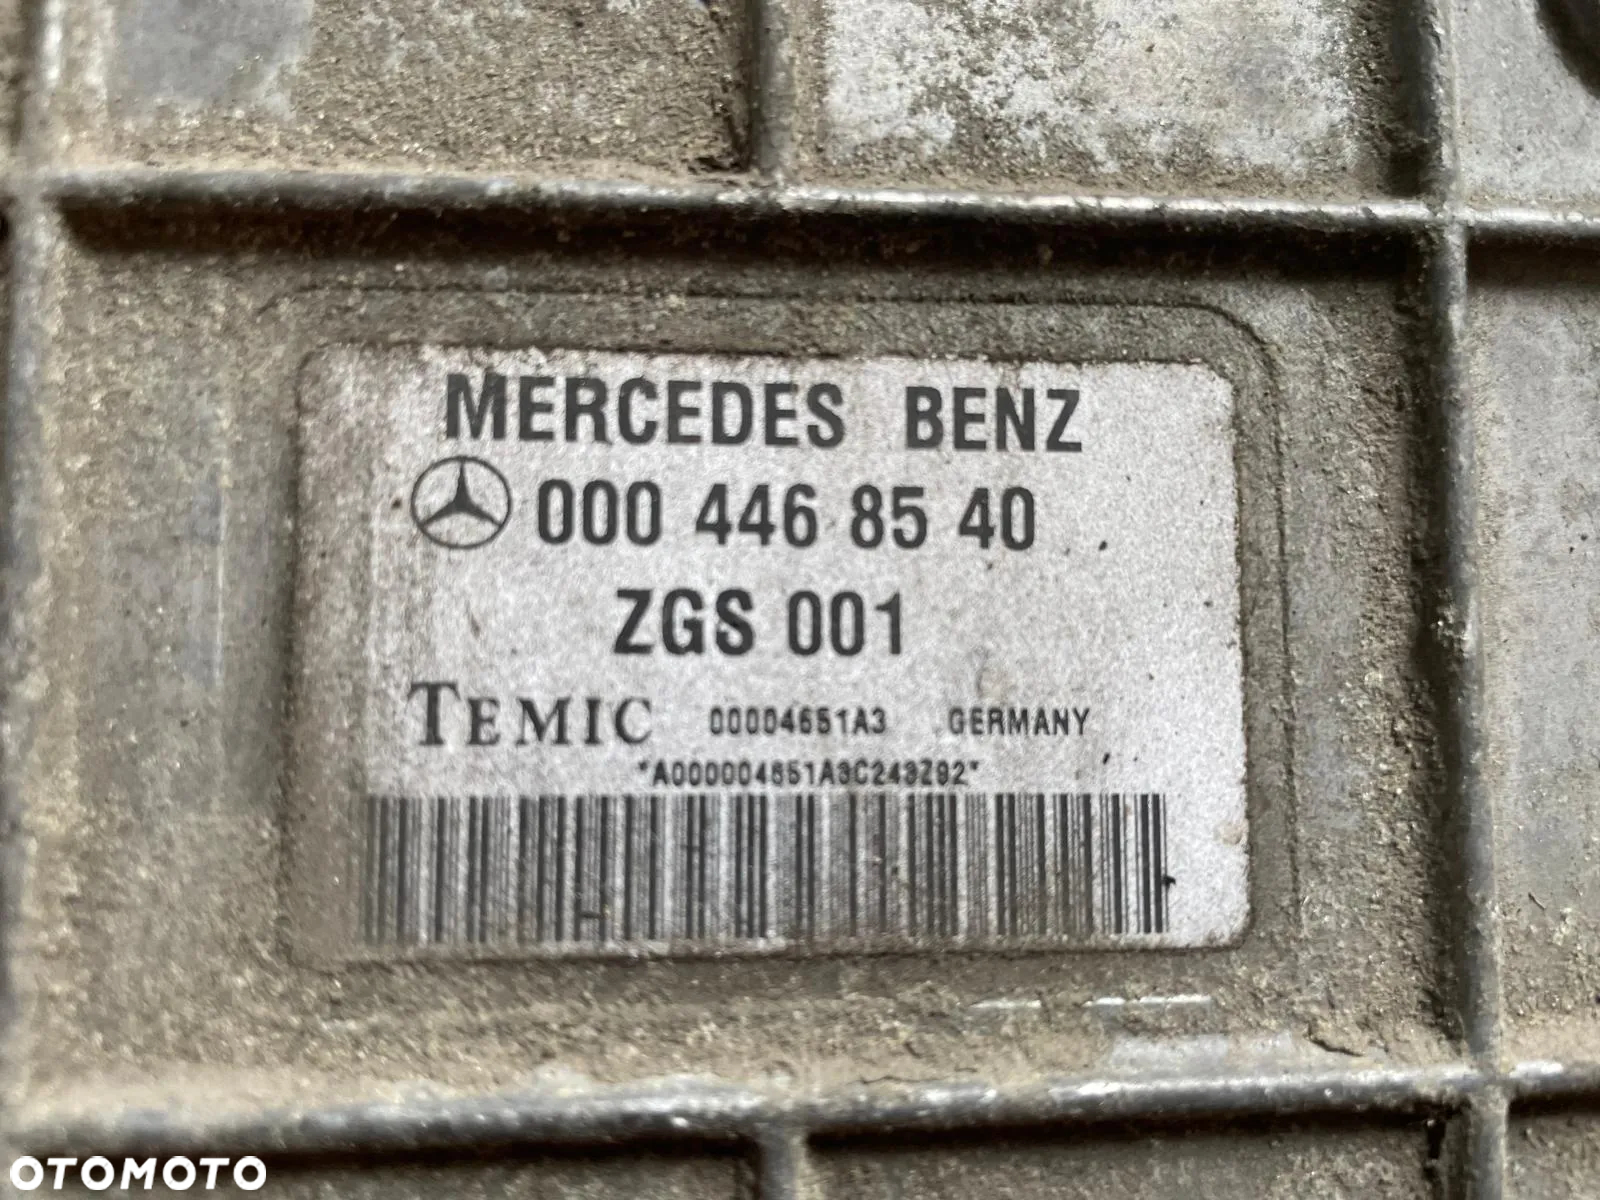 MERCEDES BENZ
000 446 85 40
ZGS 001
TEMIC 00004651A3 GERMANY
*A000004651A3C243Z92*
OTOMOTO